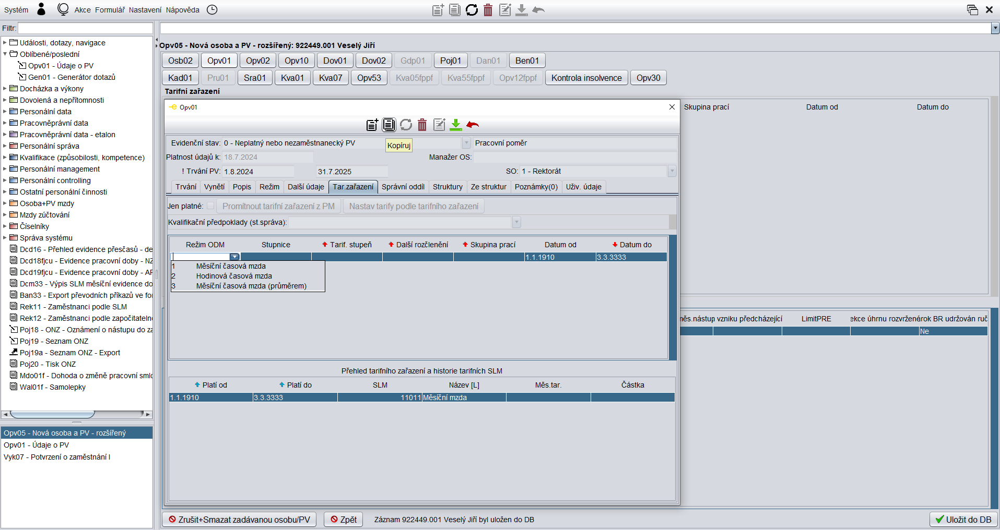 Systém Akce Formulář Nastavení Nápověda
Filtr:
Události, dotazy, navigace
Oblíbené/poslední
Opv01 - Údaje o PV
Gen01 - Generátor dotazů
Docházka a výkony
Dovolená a nepřítomnosti
Personální data
Pracovněprávní data
Pracovněprávní data - etalon
Personální správa
Kvalifikace (způsobilosti, kompetence)
Personální management
Personální controlling
Ostatní personální činnosti
Osoba+PV mzdy
Mzdy zúčtování
Číselníky
Správa systému
Dcd16 - Přehled evidence přesčasů - de
Dcd18fjcu - Evidence pracovní doby - NZ
Dcd19fjcu - Evidence pracovní doby - AF
Dcm33 - Výpis SLM měsíční evidence do
Ban33 - Export převodních příkazů ve for
Rek11 - Zaměstnanci podle SLM
Rek12 - Zaměstnanci podle započitatelne
Poj18 - ONZ - Oznámení o nástupu do za
Poj19 - Seznam ONZ
Poj19a - Seznam ONZ - Export
Poj20 - Tisk ONZ
Mdo01f - Dohoda o změně pracovní smlo
Wal01f - Samolepky
Opv05 - Nová osoba a PV - rozšířený
Opv01 - Údaje o PV
Vyk07 - Potvrzení o zaměstnání I
Opv05 - Nová osoba a PV - rozšířený: 922449.001 Veselý Jiří
Osb02 Opv01 Opv02 Opv10 Dov01 Dov02 Gdp01 Poj01 Dan01 Ben01
Kad01 Pru01 Sra01 Kva01 Kva07 Opv53 Kva05fppf Kva55fppf Opv12fppf Kontrola insolvence Opv30
Tarifní zařazení
Skupina prací Datum od Datum do
Opv01
Evidenční stav: 0 - Neplatný nebo nezaměstnanecký PV Pracovní poměr
Kopíruj
Platnost údajů k: 18.7.2024 Manažer OS:
! Trvání PV: 1.8.2024 31.7.2025 SO: 1 - Rektorát
Trvání Vynětí Popis Režim Další údaje Tar.zařazení Správní oddíl Struktury Ze struktur Poznámky(0) Uživ. údaje
Jen platné: Promítnout tarifní zařazení z PM Nastav tarify podle tarifního zařazení
Kvalifikační předpoklady (st.správa):
Režim ODM Stupnice Tarif. stupeň Další rozčlenění Skupina prací Datum od Datum do
1.1.1910 3.3.3333
1 Měsíční časová mzda
2 Hodinová časová mzda
3 Měsíční časová mzda (průměrem)
Přehled tarifního zařazení a historie tarifních SLM
Platí od Platí do SLM Název [L] Měs.tar. Částka
1.1.1910 3.3.3333 11011 Měsíční mzda
měs.nástup vzniku předcházející LimitPRE ekce úhrnu rozvržené rok BR udržován ruč
Ne
Zrušit+Smazat zadávanou osobu/PV Zpět Záznam 922449.001 Veselý Jiří byl uložen do DB Uložit do DB